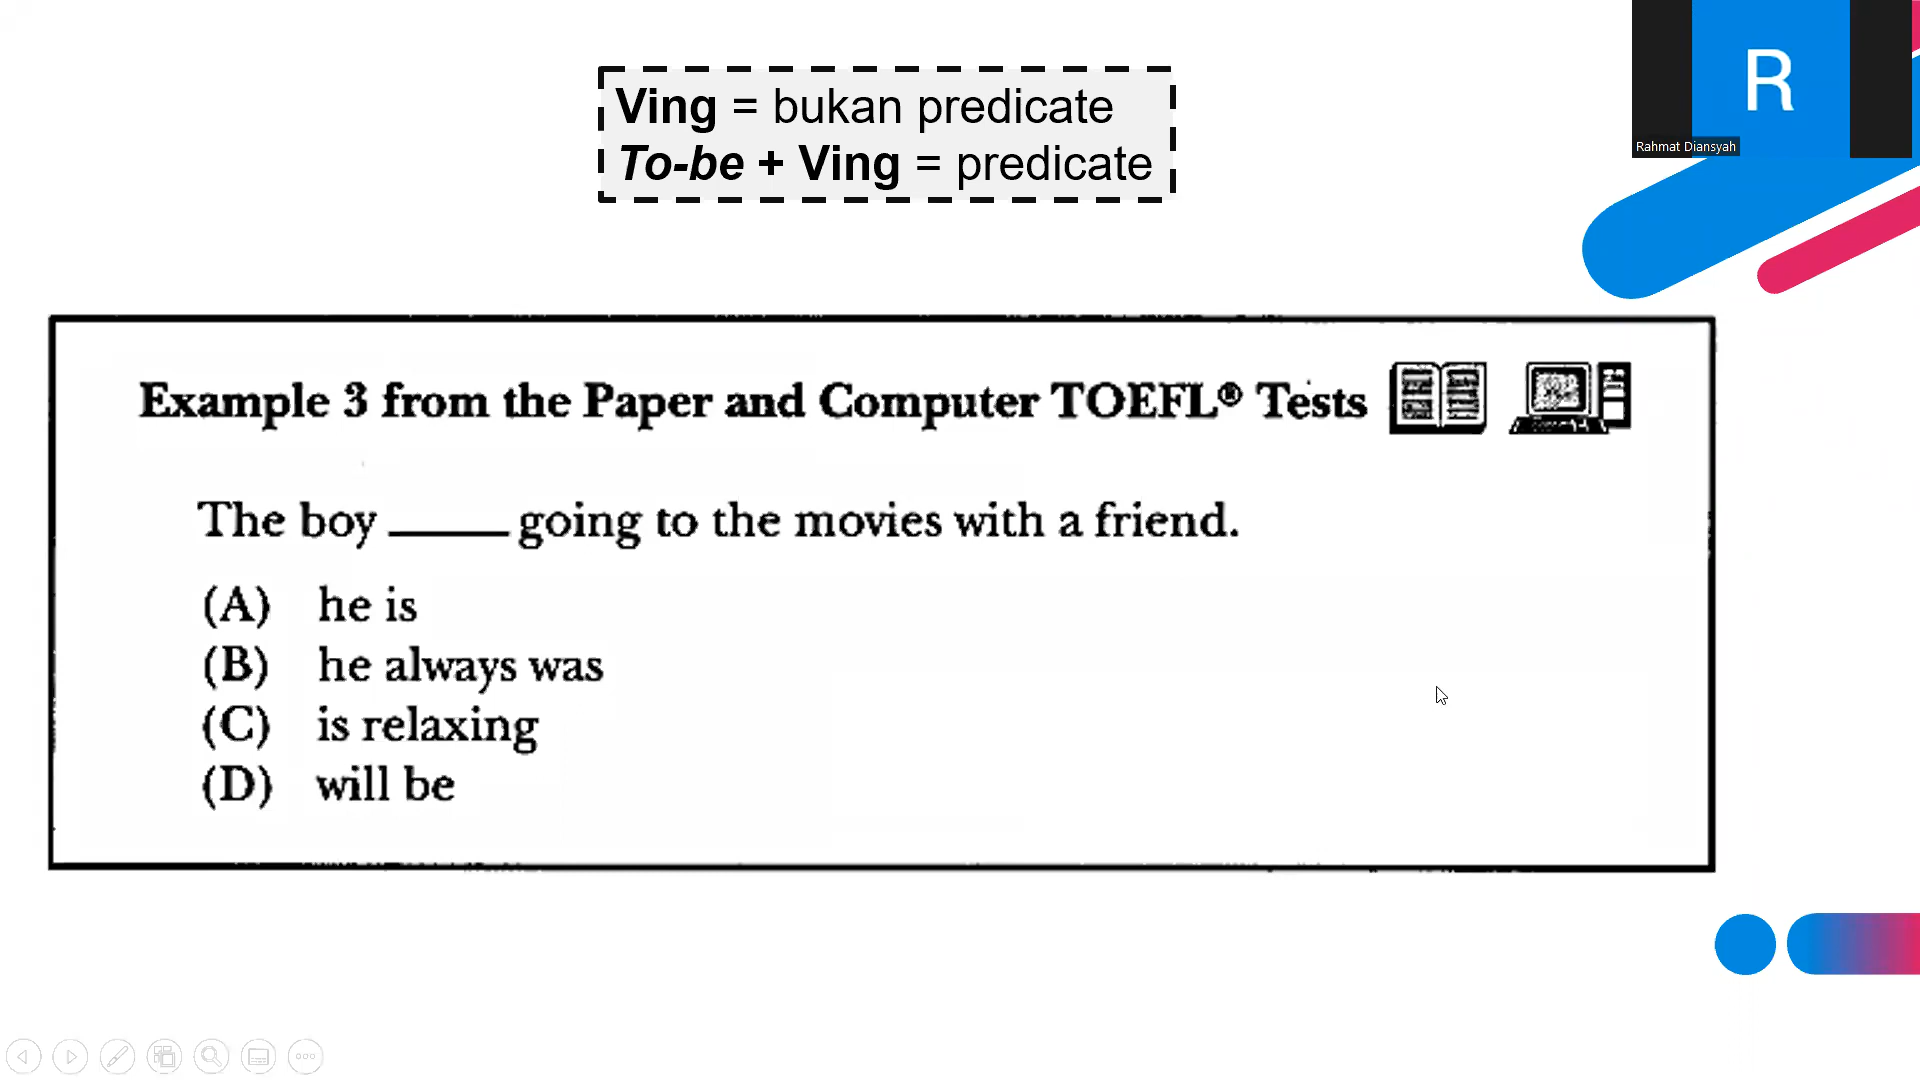 R
Rahmat Diansyah
Ving = bukan predicate
To-be + Ving = predicate
Example 3 from the Paper and Computer TOEFL® Tests
The boy _____ going to the movies with a friend.
(A) he is
(B) he always was
(C) is relaxing
(D) will be